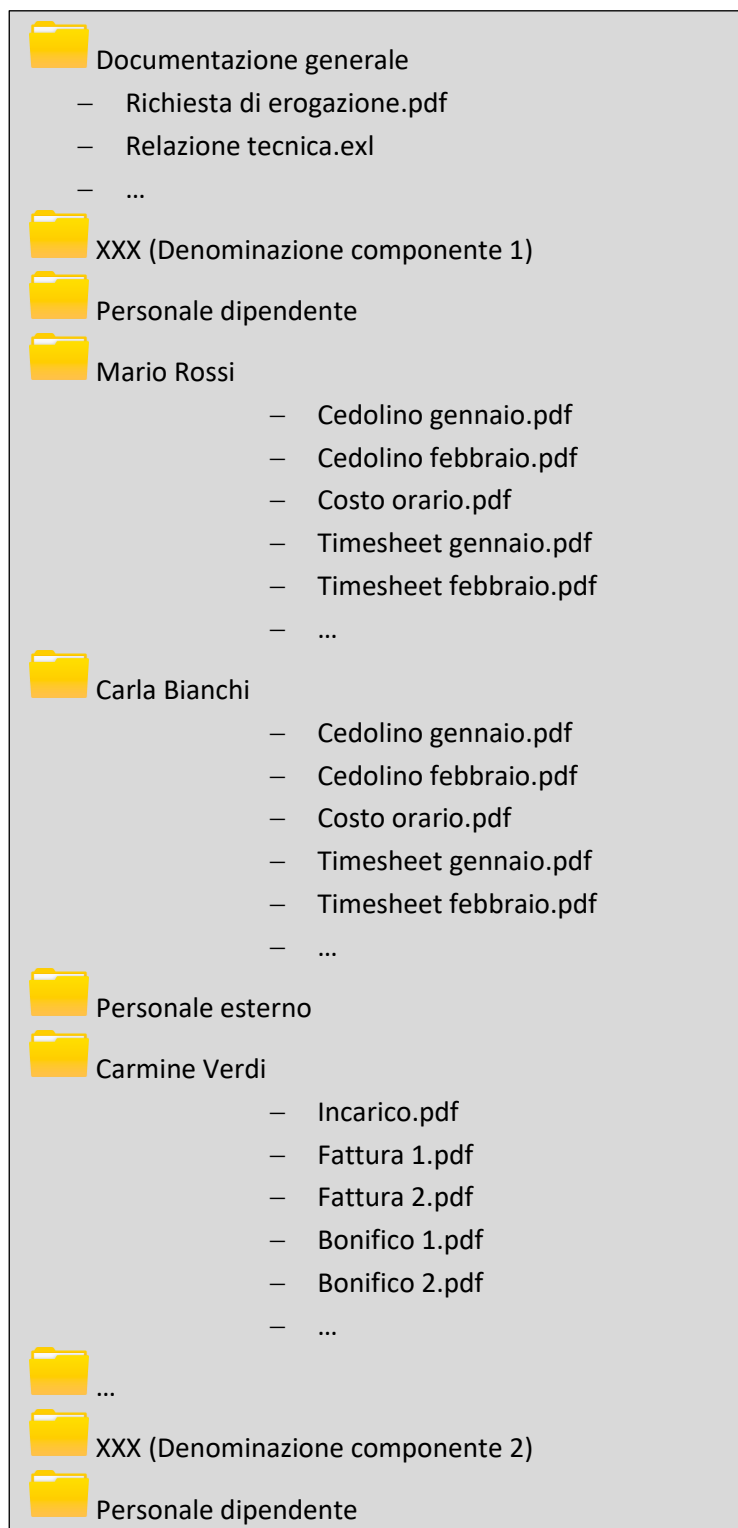 Documentazione generale
– Richiesta di erogazione.pdf
– Relazione tecnica.exl
– …
XXX (Denominazione componente 1)
Personale dipendente
Mario Rossi
– Cedolino gennaio.pdf
– Cedolino febbraio.pdf
– Costo orario.pdf
– Timesheet gennaio.pdf
– Timesheet febbraio.pdf
– …
Carla Bianchi
– Cedolino gennaio.pdf
– Cedolino febbraio.pdf
– Costo orario.pdf
– Timesheet gennaio.pdf
– Timesheet febbraio.pdf
– …
Personale esterno
Carmine Verdi
– Incarico.pdf
– Fattura 1.pdf
– Fattura 2.pdf
– Bonifico 1.pdf
– Bonifico 2.pdf
– …
…
XXX (Denominazione componente 2)
Personale dipendente